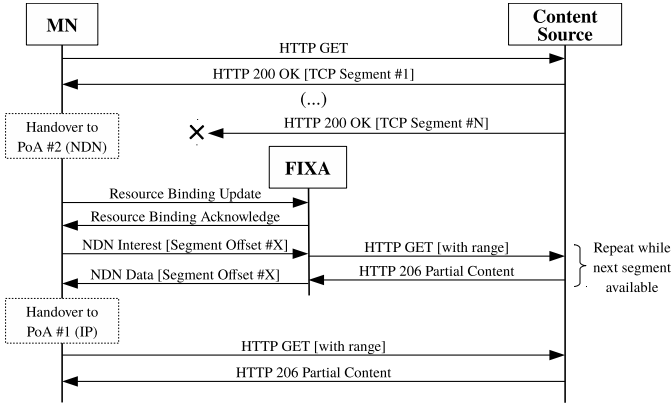 MN
Content
Source
HTTP GET
HTTP 200 OK [TCP Segment #1]
(...)
HTTP 200 OK [TCP Segment #N]
Handover to
PoA #2 (NDN)
FIXA
Resource Binding Update
Resource Binding Acknowledge
NDN Interest [Segment Offset #X]
HTTP GET [with range]
NDN Data [Segment Offset #X]
HTTP 206 Partial Content
Repeat while
next segment
available
Handover to
PoA #1 (IP)
HTTP GET [with range]
HTTP 206 Partial Content